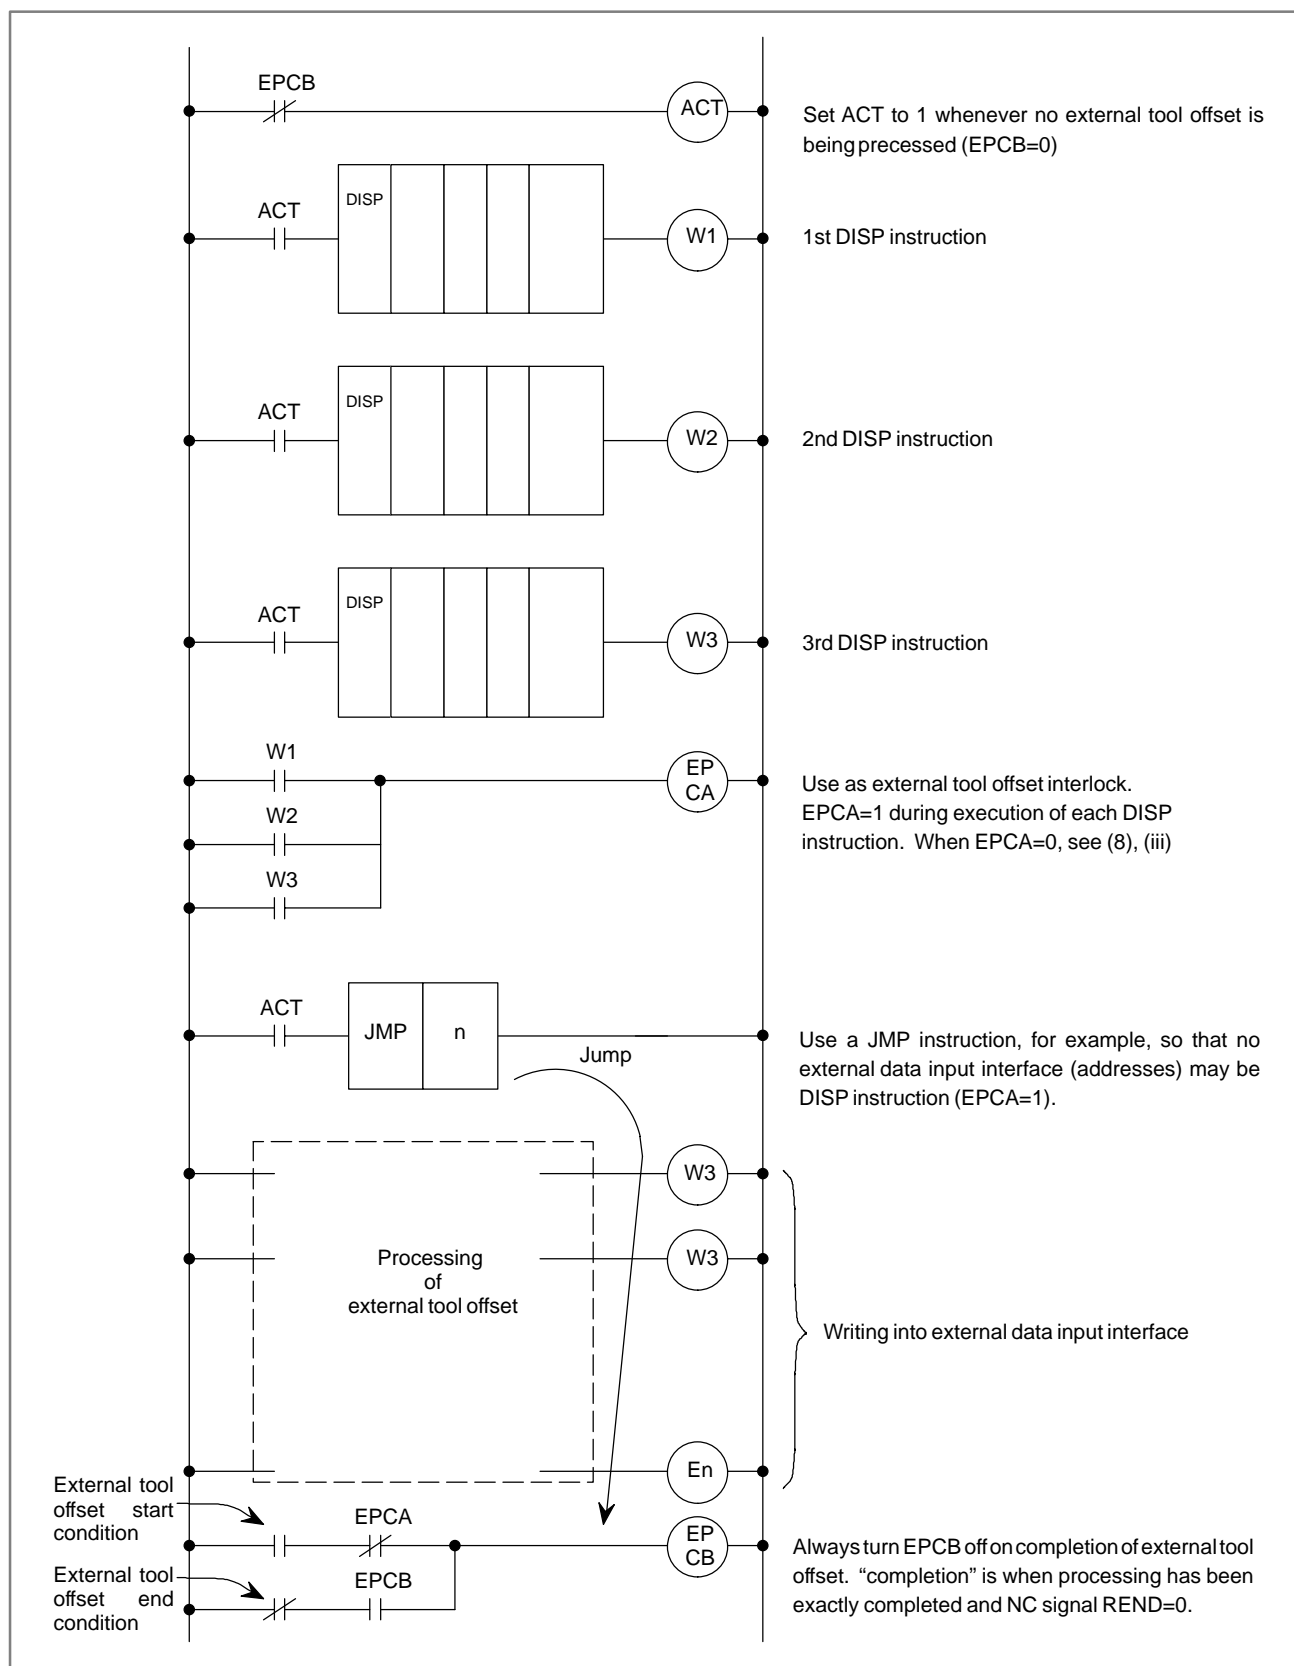 EPCB
ACT
Set ACT to 1 whenever no external tool offset is
being precessed (EPCB=0)
ACT
DISP
W1
1st DISP instruction
ACT
DISP
W2
2nd DISP instruction
ACT
DISP
W3
3rd DISP instruction
W1
EP
CA
Use as external tool offset interlock.
EPCA=1 during execution of each DISP
instruction. When EPCA=0, see (8), (iii)
W2
W3
ACT
JMP
n
Jump
Use a JMP instruction, for example, so that no
external data input interface (addresses) may be
DISP instruction (EPCA=1).
W3
Processing
of
external tool offset
W3
Writing into external data input interface
En
External tool
offset start
condition
EPCA
EP
CB
Always turn EPCB off on completion of external tool
offset. “completion” is when processing has been
exactly completed and NC signal REND=0.
External tool
offset end
condition
EPCB